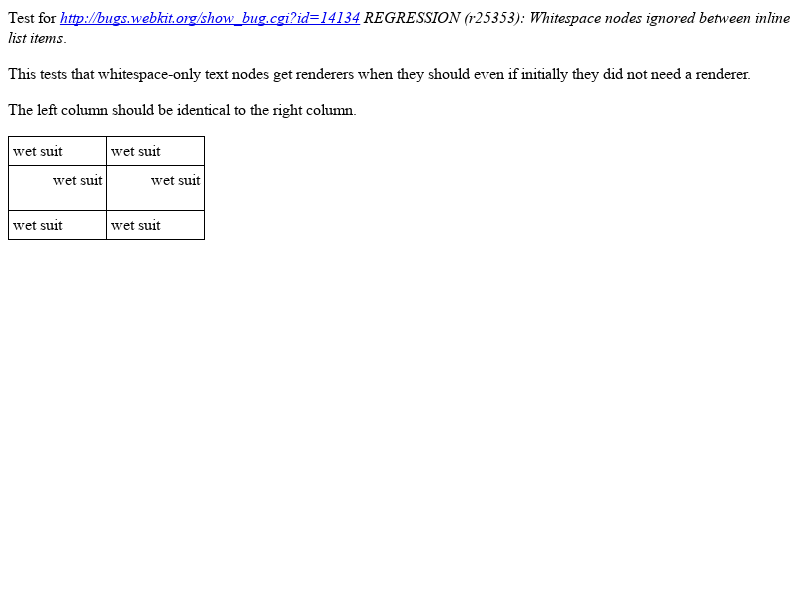 Test for http://bugs.webkit.org/show_bug.cgi?id=14134 REGRESSION (r25353): Whitespace nodes ignored between inline
list items.
This tests that whitespace-only text nodes get renderers when they should even if initially they did not need a renderer.
The left column should be identical to the right column.
wet suit wet suit
wet suit wet suit
wet suit wet suit